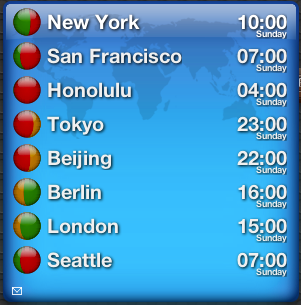 New York 10:00
Sunday
San Francisco 07:00
Sunday
Honolulu 04:00
Sunday
Tokyo 23:00
Sunday
Beijing 22:00
Sunday
Berlin 16:00
Sunday
London 15:00
Sunday
Seattle 07:00
Sunday